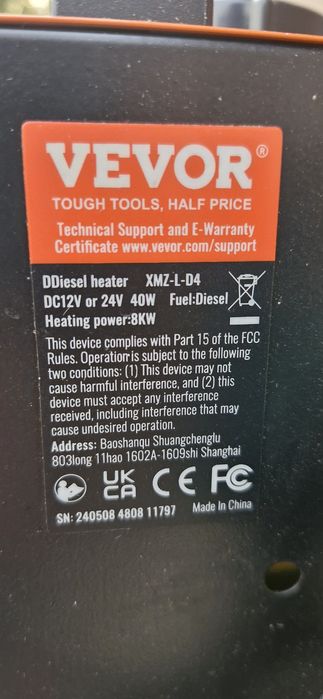 VEVOR®
TOUGH TOOLS, HALF PRICE
Technical Support and E-Warranty
Certificate www.vevor.com/support
DDiesel heater XMZ-L-D4
DC12V or 24V 40W Fuel:Diesel
Heating power:8KW
This device complies with Part 15 of the FCC
Rules. Operation is subject to the following
two conditions: (1) This device may not
cause harmful interference, and (2) this
device must accept any interference
received, including interference that may
cause undesired operation.
Address: Baoshanqu Shuangchenglu
803long 11hao 1602A-1609shi Shanghai
UK CA CE FC
SN: 240508 4808 11797 Made In China